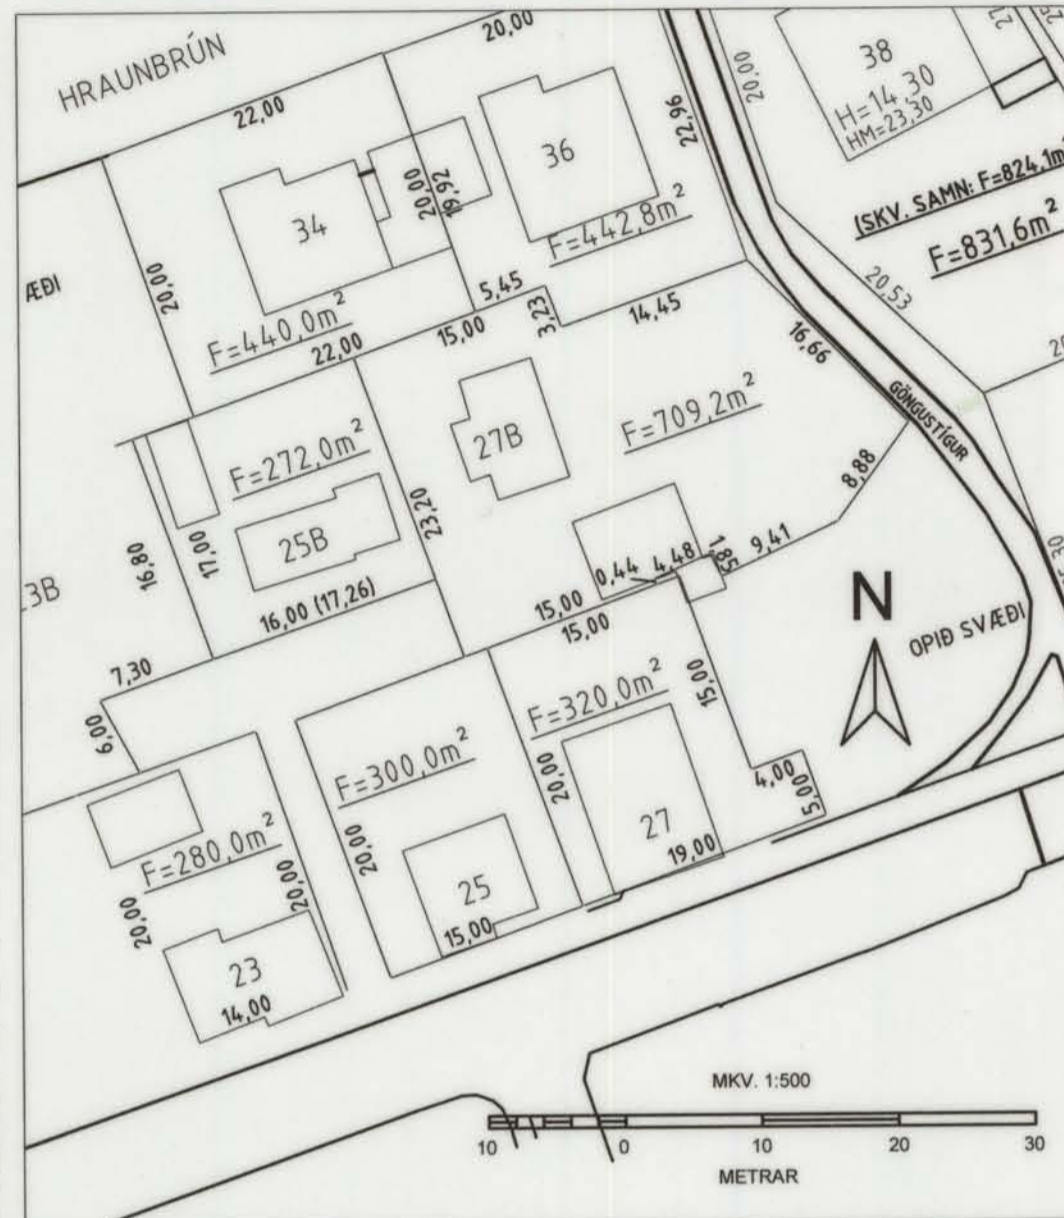 HRAUNBRÚN
20,00
22,00
38
H=14,30
HM=23,30
20,00
22,96
36
34
20,00
19,92
F=442,8m²
(SKV. SAMN: F=824,1m²
F=831,6m²
ÆÐI
20,00
F=440,0m²
22,00
5,45
15,00
3,23
14,45
20,53
16,66
GÖNGUSTÍGUR
F=709,2m²
27B
F=272,0m²
25B
23,20
8,88
9,41
1,85
4,48
0,44
16,80
17,00
3B
16,00 (17,26)
15,00
15,00
7,30
6,00
N
OPIÐ SVÆÐI
F=320,0m²
15,00
F=300,0m²
20,00
4,00
5,00
27
19,00
F=280,0m²
20,00
20,00
20,00
25
15,00
23
14,00
MKV. 1:500
10 0 10 20 30
METRAR